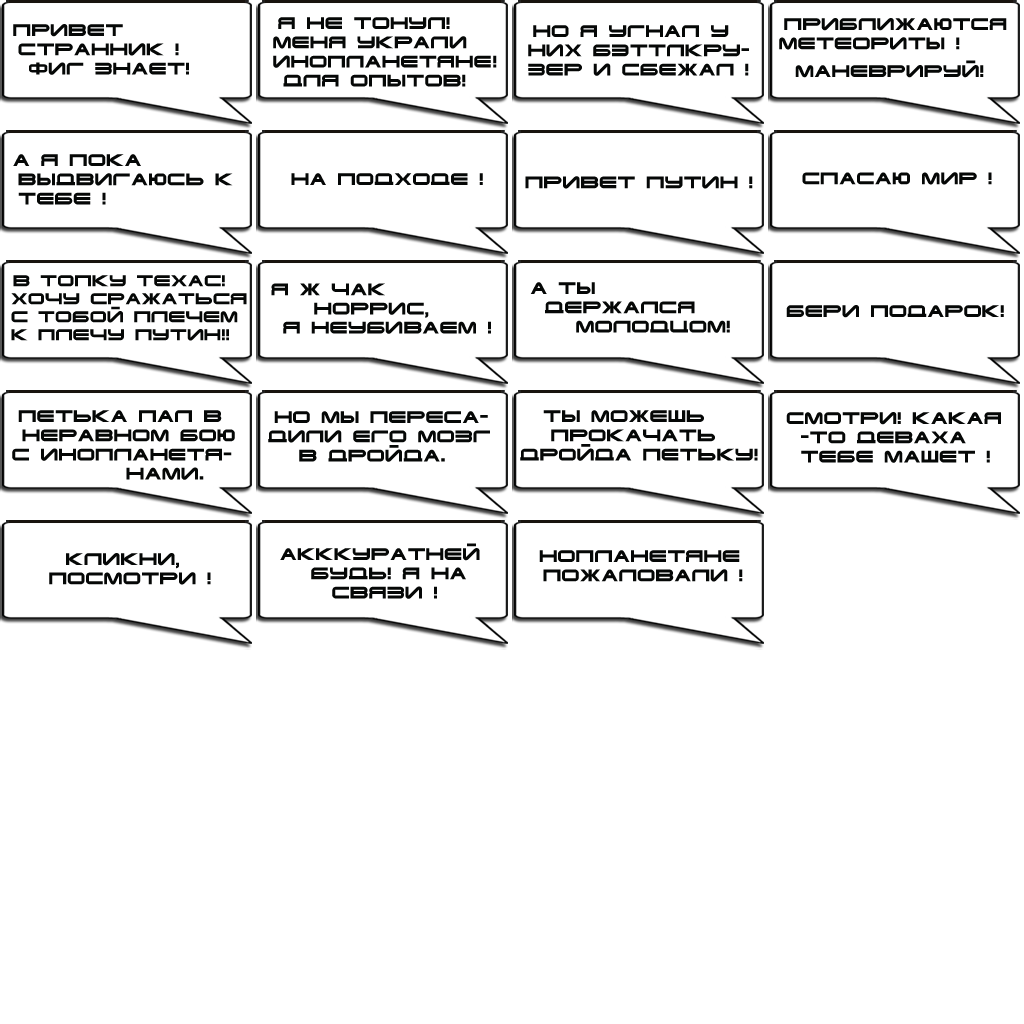 ПРИВЕТ
СТРАННИК !
ФИГ ЗНАЕТ!
Я НЕ ТОНУЛ!
МЕНЯ УКРАЛИ
ИНОПЛАНЕТЯНЕ!
ДЛЯ ОПЫТОВ!
НО Я УГНАЛ У
НИХ БЭТТЛКРУ-
ЗЕР И СБЕЖАЛ !
ПРИБЛИЖАЮТСЯ
МЕТЕОРИТЫ !
МАНЕВРИРУЙ!
А Я ПОКА
ВЫДВИГАЮСЬ К
ТЕБЕ !
НА ПОДХОДЕ !
ПРИВЕТ ПУТИН !
СПАСАЮ МИР !
В ТОПКУ ТЕХАС!
ХОЧУ СРАЖАТЬСЯ
С ТОБОЙ ПЛЕЧЕМ
К ПЛЕЧУ ПУТИН!!
Я Ж ЧАК
НОРРИС,
Я НЕУБИВАЕМ !
А ТЫ
ДЕРЖАЛСЯ
МОЛОДЦОМ!
БЕРИ ПОДАРОК!
ПЕТЬКА ПАЛ В
НЕРАВНОМ БОЮ
С ИНОПЛАНЕТЯ-
НАМИ.
НО МЫ ПЕРЕСА-
ДИЛИ ЕГО МОЗГ
В ДРОЙДА.
ТЫ МОЖЕШЬ
ПРОКАЧАТЬ
ДРОЙДА ПЕТЬКУ!
СМОТРИ! КАКАЯ
-ТО ДЕВАХА
ТЕБЕ МАШЕТ !
КЛИКНИ,
ПОСМОТРИ !
АКККУРАТНЕЙ
БУДЬ! Я НА
СВЯЗИ !
НОПЛАНЕТЯНЕ
ПОЖАЛОВАЛИ !